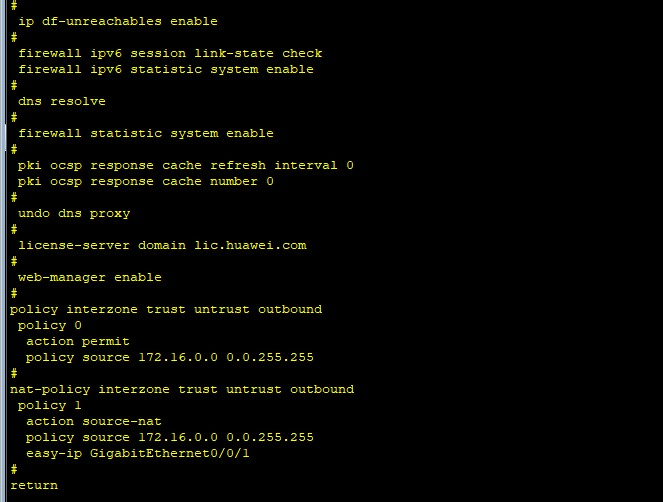 #
 ip df-unreachables enable
#
 firewall ipv6 session link-state check
 firewall ipv6 statistic system enable
#
 dns resolve
#
 firewall statistic system enable
#
 pki ocsp response cache refresh interval 0
 pki ocsp response cache number 0
#
 undo dns proxy
#
 license-server domain lic.huawei.com
#
 web-manager enable
#
policy interzone trust untrust outbound
 policy 0
  action permit
  policy source 172.16.0.0 0.0.255.255
#
nat-policy interzone trust untrust outbound
 policy 1
  action source-nat
  policy source 172.16.0.0 0.0.255.255
  easy-ip GigabitEthernet0/0/1
#
return